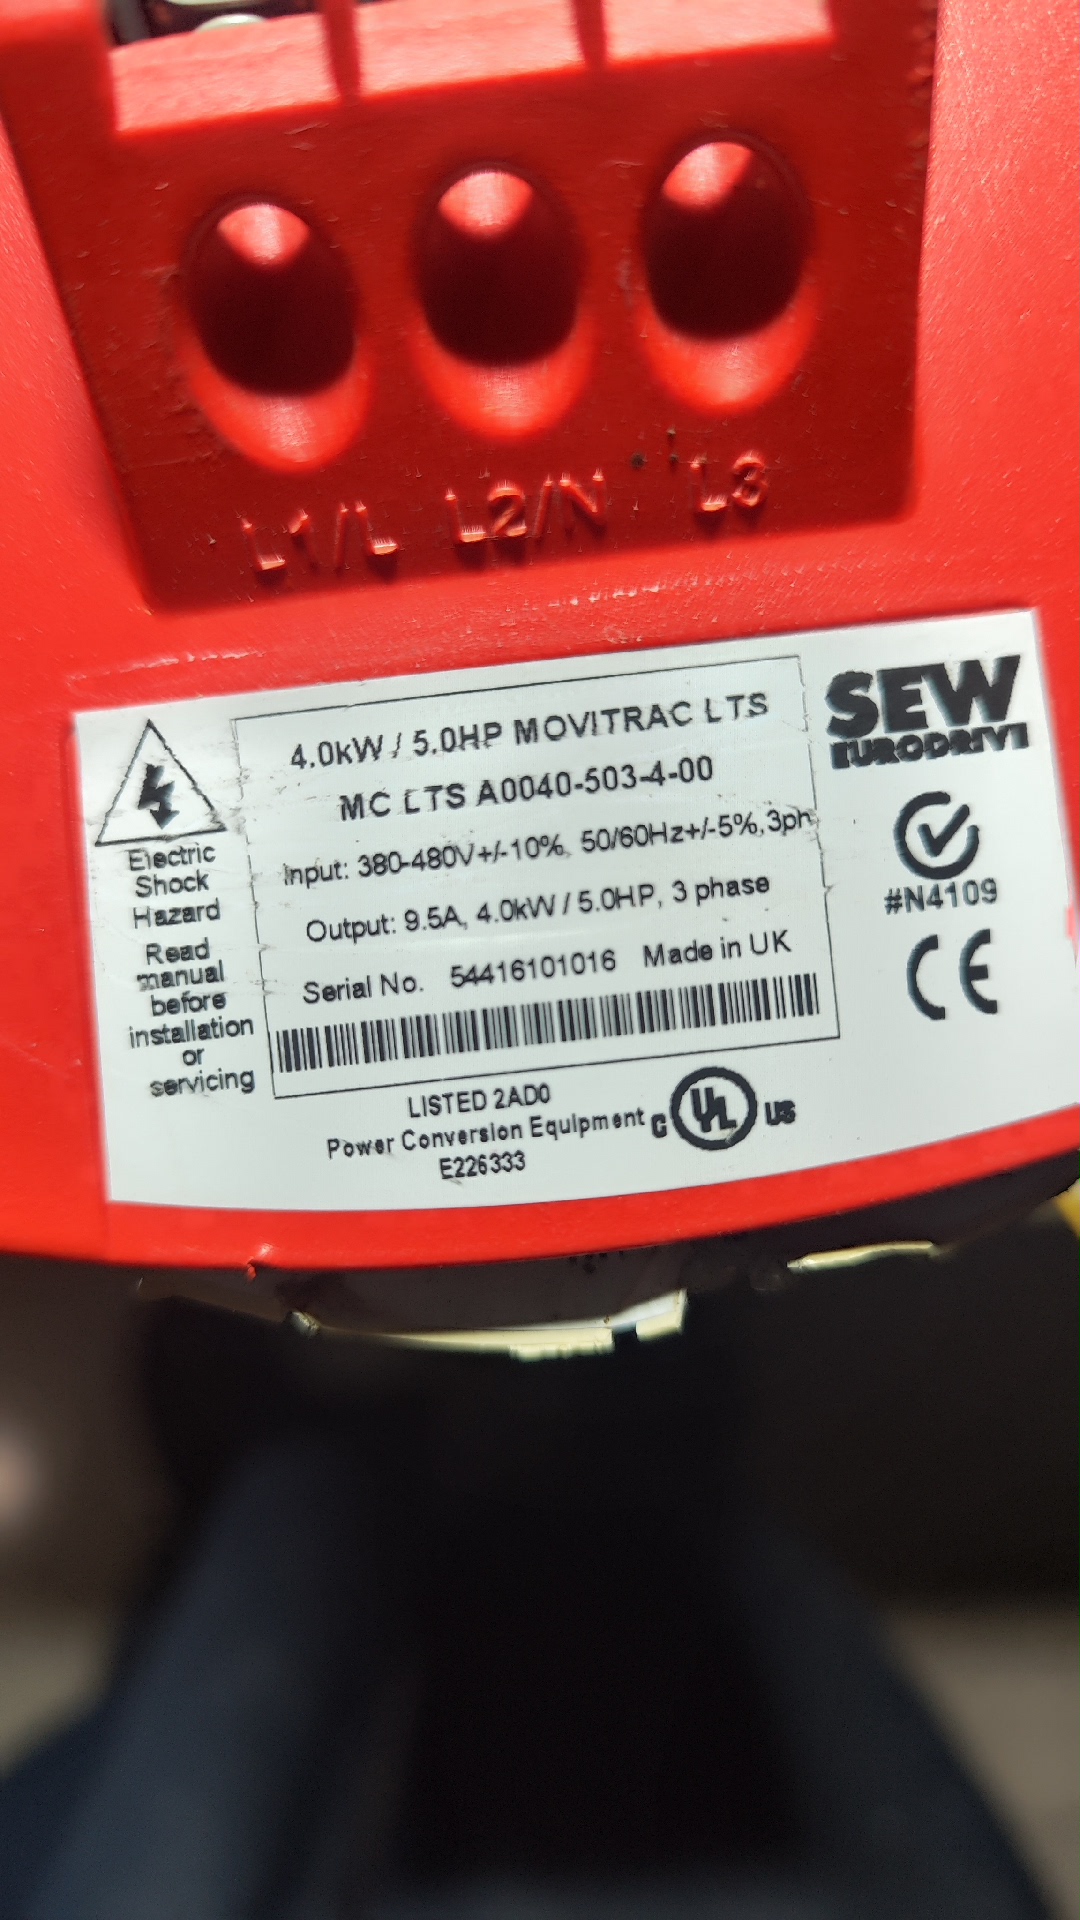 L1/L L2/N L3
4.0kW / 5.0HP MOVITRAC LTS
MC LTS A0040-503-4-00
Input: 380-480V+/-10%, 50/60Hz+/-5%, 3ph
Output: 9.5A, 4.0kW / 5.0HP, 3 phase
Serial No. 54416101016 Made in UK
Electric
Shock
Hazard
Read
manual
before
installation
or
servicing
SEW
EURODRIVE
#N4109
CE
LISTED 2AD0
Power Conversion Equipment
E226333
C UL US